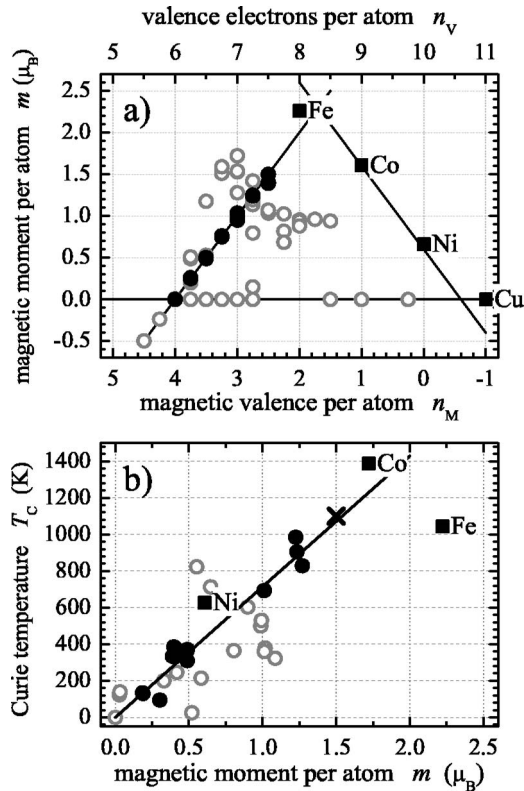 valence electrons per atom n_V
5 6 7 8 9 10 11
magnetic moment per atom m (μ_B)
2.5
2.0
1.5
1.0
0.5
0.0
-0.5
a)
Fe
Co
Ni
Cu
5 4 3 2 1 0 -1
magnetic valence per atom n_M
Curie temperature T_C (K)
1400
1200
1000
800
600
400
200
0
b)
Co
Fe
Ni
0.0 0.5 1.0 1.5 2.0 2.5
magnetic moment per atom m (μ_B)